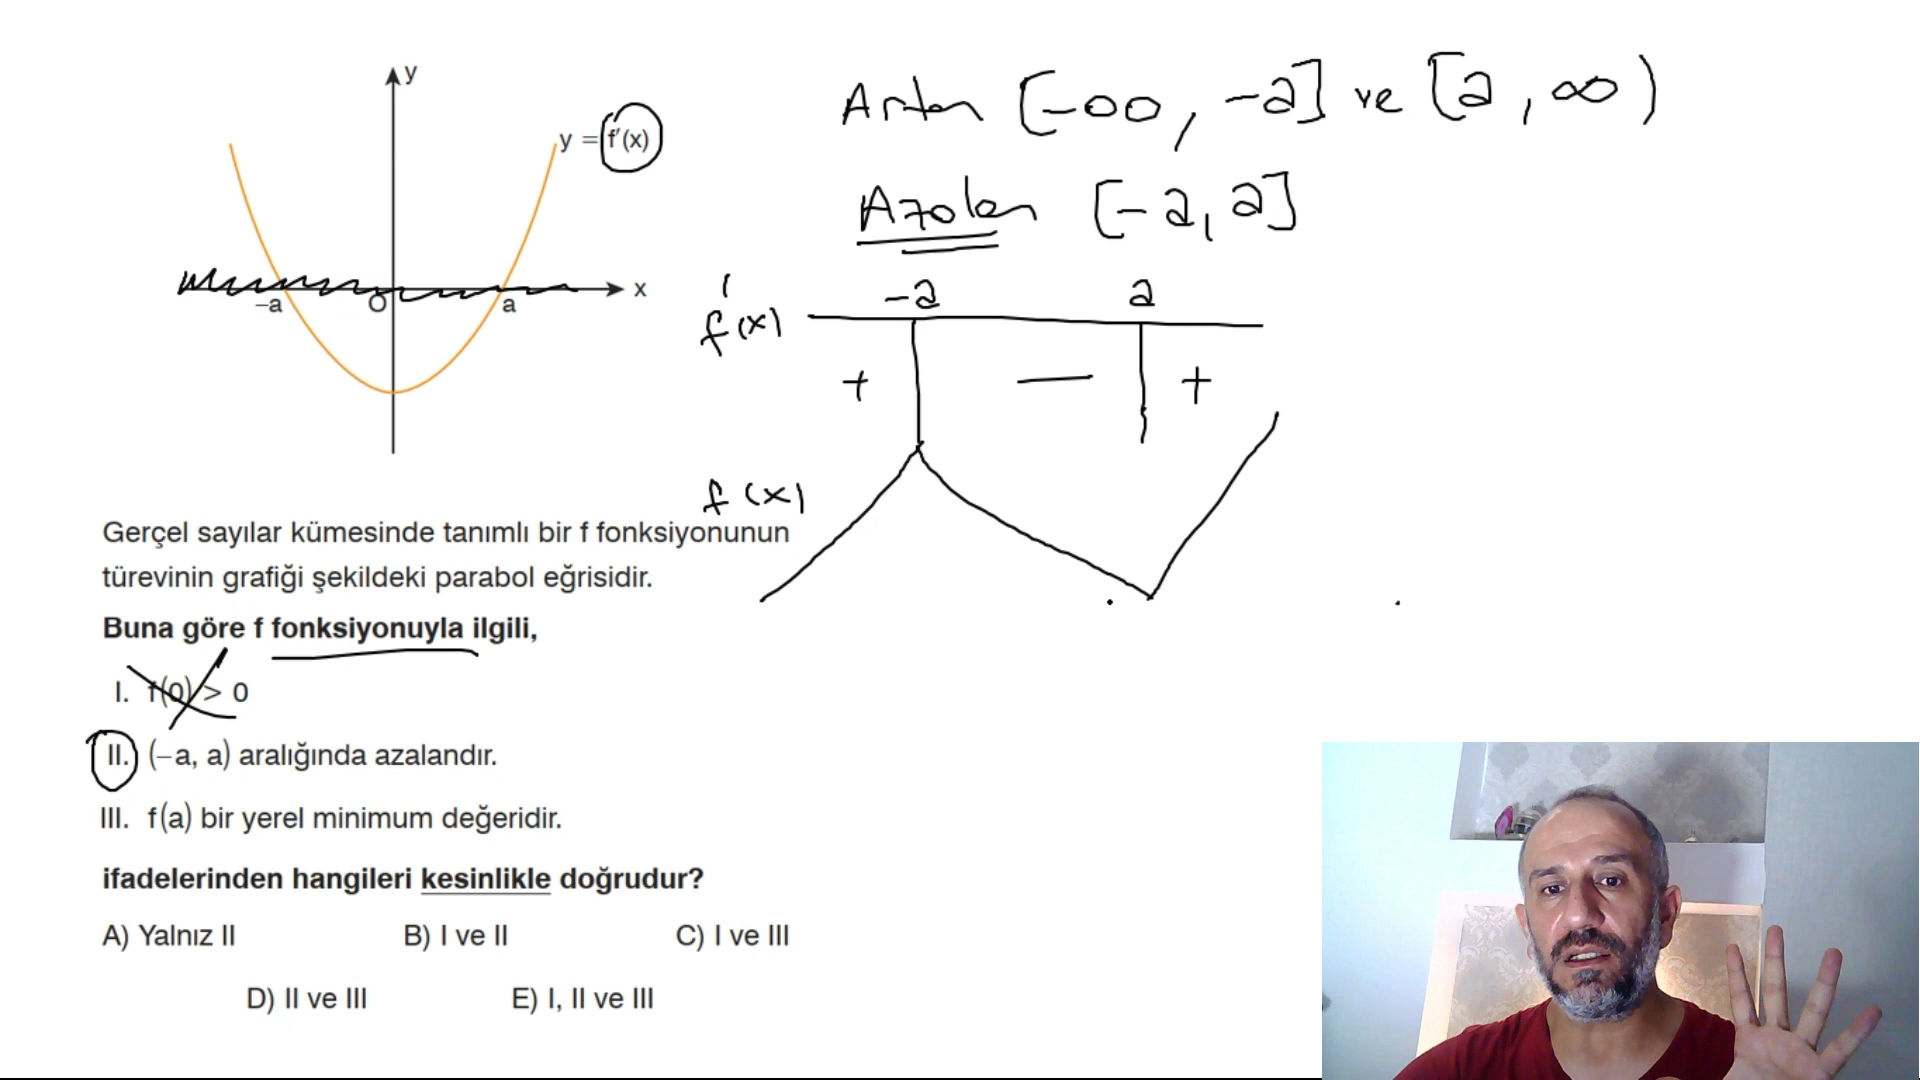 y
y = f'(x)
-a
O
a
x
Gerçel sayılar kümesinde tanımlı bir f fonksiyonunun
türevinin grafiği şekildeki parabol eğrisidir.
Buna göre f fonksiyonuyla ilgili,
I. f(0) > 0
II. (-a, a) aralığında azalandır.
III. f(a) bir yerel minimum değeridir.
ifadelerinden hangileri kesinlikle doğrudur?
A) Yalnız II
B) I ve II
C) I ve III
D) II ve III
E) I, II ve III
Artan [-∞, -a] ve [a, ∞)
Azalan [-a, a]
f'(x)
-a
a
+
-
+
f(x)